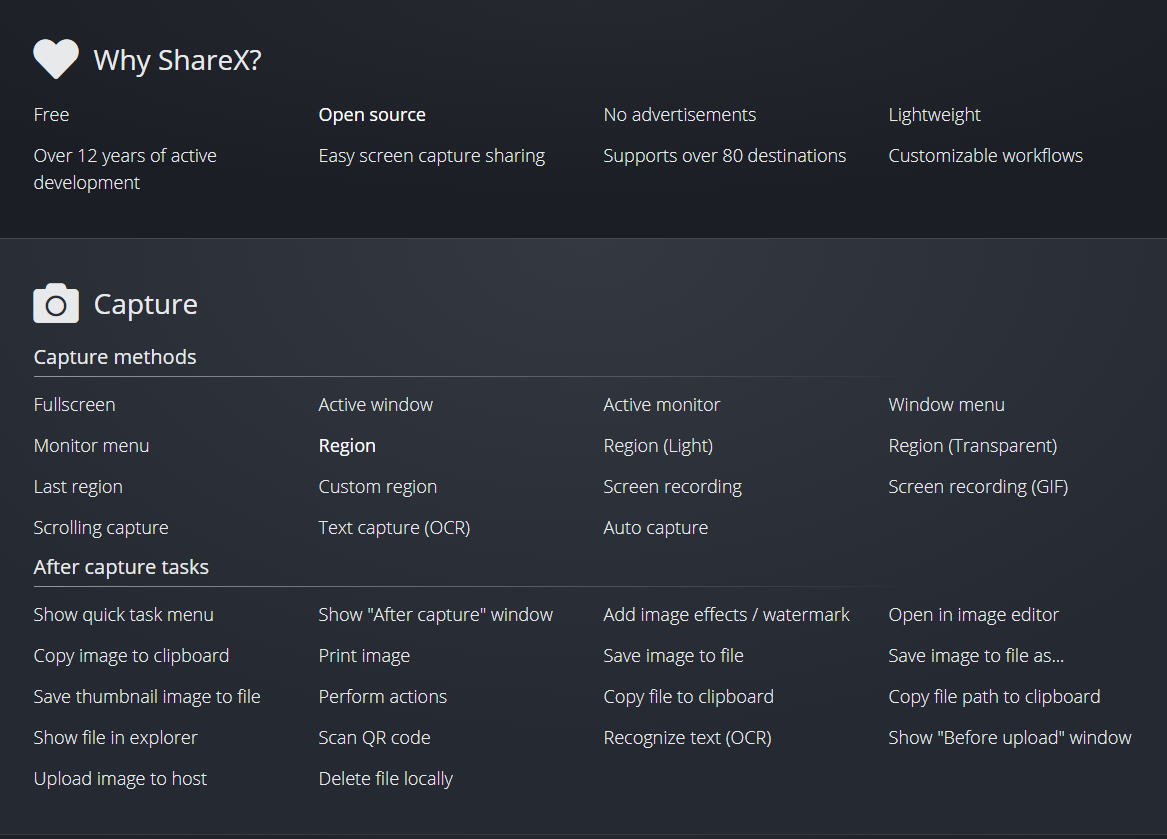 Why ShareX?
Free
Open source
No advertisements
Lightweight
Over 12 years of active
development
Easy screen capture sharing
Supports over 80 destinations
Customizable workflows
Capture
Capture methods
Fullscreen
Active window
Active monitor
Window menu
Monitor menu
Region
Region (Light)
Region (Transparent)
Last region
Custom region
Screen recording
Screen recording (GIF)
Scrolling capture
Text capture (OCR)
Auto capture
After capture tasks
Show quick task menu
Show "After capture" window
Add image effects / watermark
Open in image editor
Copy image to clipboard
Print image
Save image to file
Save image to file as...
Save thumbnail image to file
Perform actions
Copy file to clipboard
Copy file path to clipboard
Show file in explorer
Scan QR code
Recognize text (OCR)
Show "Before upload" window
Upload image to host
Delete file locally